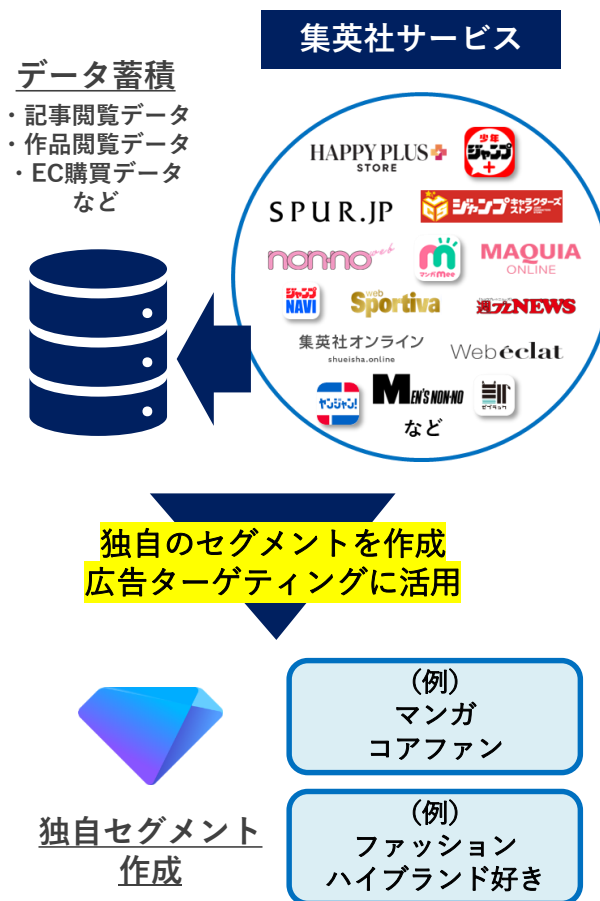 集英社サービス
データ蓄積
・記事閲覧データ
・作品閲覧データ
・EC購買データ
など
HAPPY PLUS
STORE
少年
ジャンプ
+
SPUR.JP
ジャンプキャラクターズ
ストア
non-no web
マンガMee
MAQUIA
ONLINE
ジャンプ
NAVI
web
Sportiva
週プレNEWS
集英社オンライン
shueisha.online
Web éclat
ヤンジャン!
MEN'S NON-NO
ゼブラック
など
独自のセグメントを作成
広告ターゲティングに活用
(例)
マンガ
コアファン
独自セグメント
作成
(例)
ファッション
ハイブランド好き